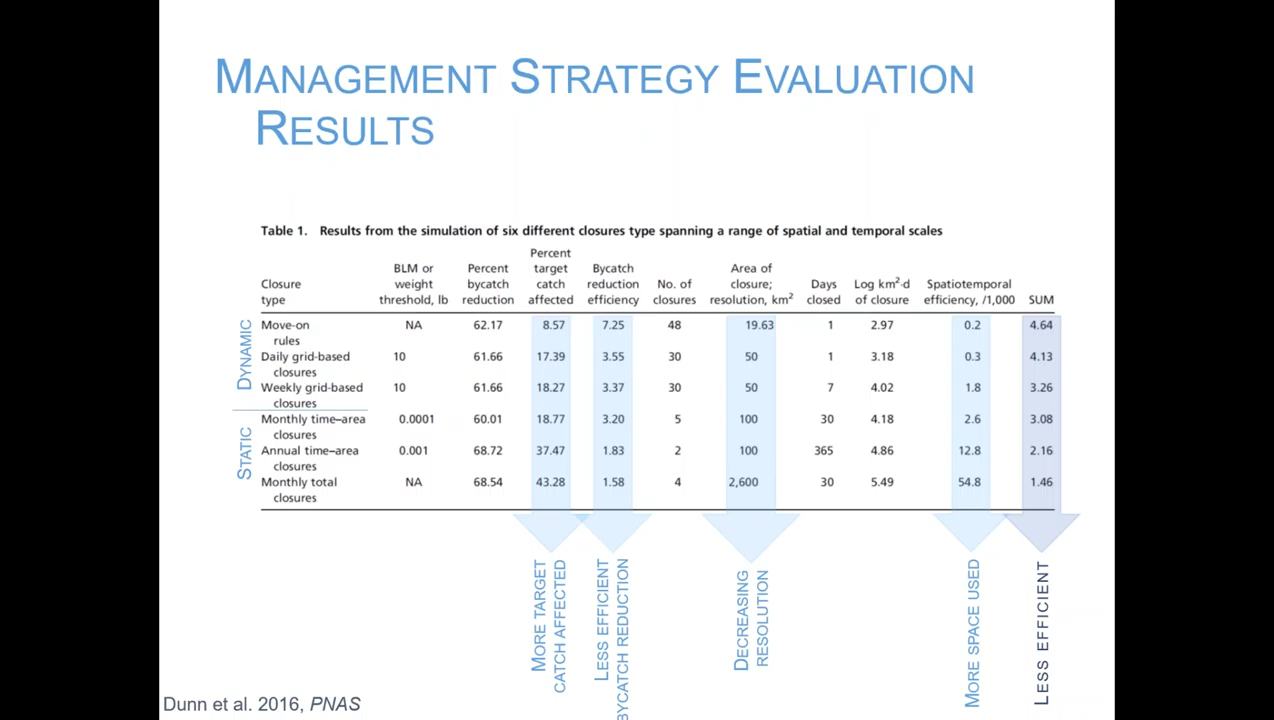 MANAGEMENT STRATEGY EVALUATION
RESULTS
Table 1. Results from the simulation of six different closures type spanning a range of spatial and temporal scales
Closure type | BLM or weight threshold, lb | Percent bycatch reduction | Percent target catch affected | Bycatch reduction efficiency | No. of closures | Area of closure; resolution, km² | Days closed | Log km²·d of closure | Spatiotemporal efficiency, /1,000 | SUM
DYNAMIC
Move-on rules | NA | 62.17 | 8.57 | 7.25 | 48 | 19.63 | 1 | 2.97 | 0.2 | 4.64
Daily grid-based closures | 10 | 61.66 | 17.39 | 3.55 | 30 | 50 | 1 | 3.18 | 0.3 | 4.13
Weekly grid-based closures | 10 | 61.66 | 18.27 | 3.37 | 30 | 50 | 7 | 4.02 | 1.8 | 3.26
STATIC
Monthly time–area closures | 0.0001 | 60.01 | 18.77 | 3.20 | 5 | 100 | 30 | 4.18 | 2.6 | 3.08
Annual time–area closures | 0.001 | 68.72 | 37.47 | 1.83 | 2 | 100 | 365 | 4.86 | 12.8 | 2.16
Monthly total closures | NA | 68.54 | 43.28 | 1.58 | 4 | 2,600 | 30 | 5.49 | 54.8 | 1.46
MORE TARGET
CATCH AFFECTED
LESS EFFICIENT
BYCATCH REDUCTION
DECREASING
RESOLUTION
MORE SPACE USED
LESS EFFICIENT
Dunn et al. 2016, PNAS